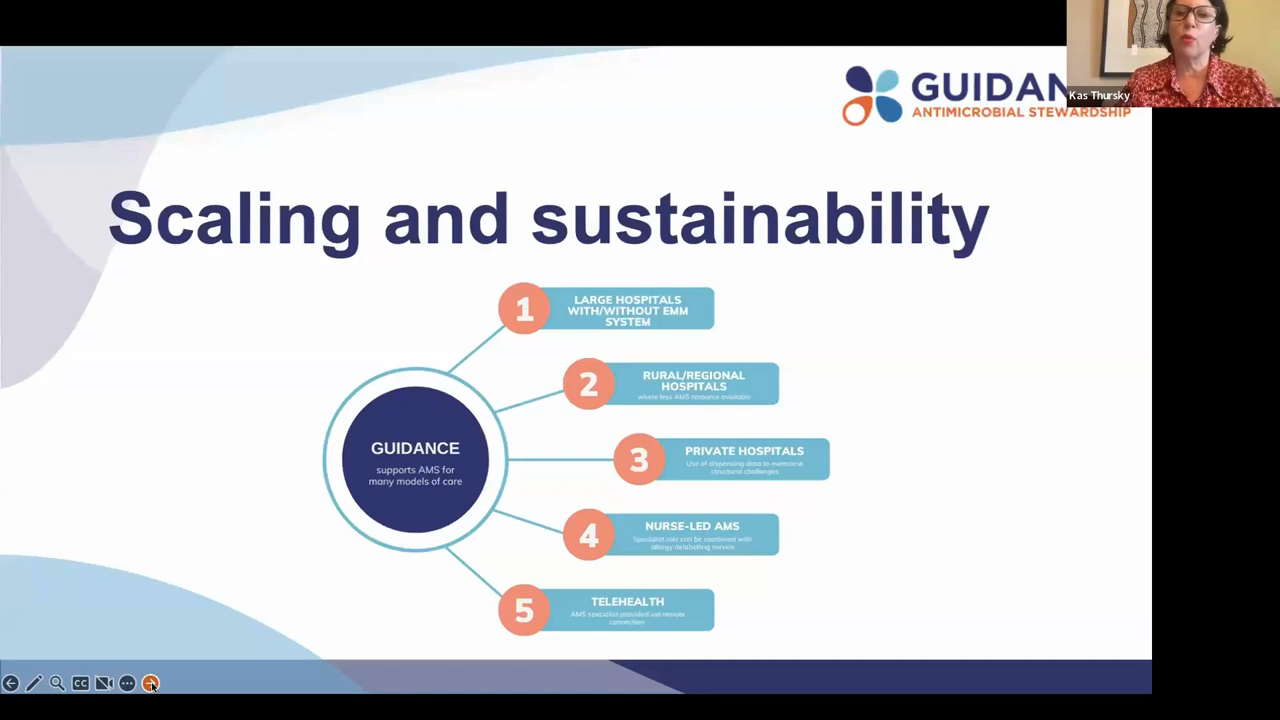 GUIDAN
ANTIMICROBIAL STEWARDSHIP
Kas Thursky
Scaling and sustainability
GUIDANCE
supports AMS for
many models of care
1
LARGE HOSPITALS
WITH/WITHOUT EMM
SYSTEM
2
RURAL/REGIONAL
HOSPITALS
where less AMS resource available
3
PRIVATE HOSPITALS
Use of dispensing data to overcome
structural challenges
4
NURSE-LED AMS
Specialist role can be combined with
allergy delabelling service
5
TELEHEALTH
AMS specialist provided via remote
connection
CC